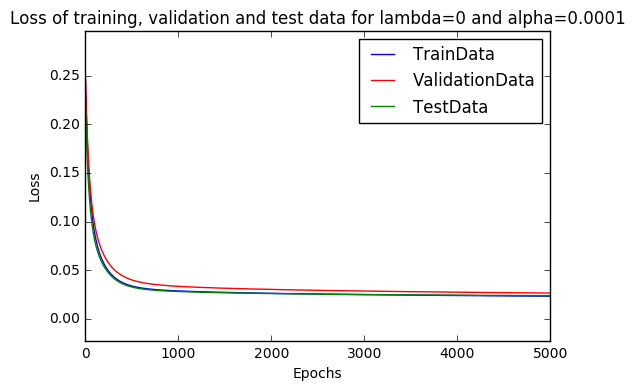 Loss of training, validation and test data for lambda=0 and alpha=0.0001
TrainData
ValidationData
TestData
0.25
0.20
0.15
0.10
0.05
0.00
Loss
0 1000 2000 3000 4000 5000
Epochs